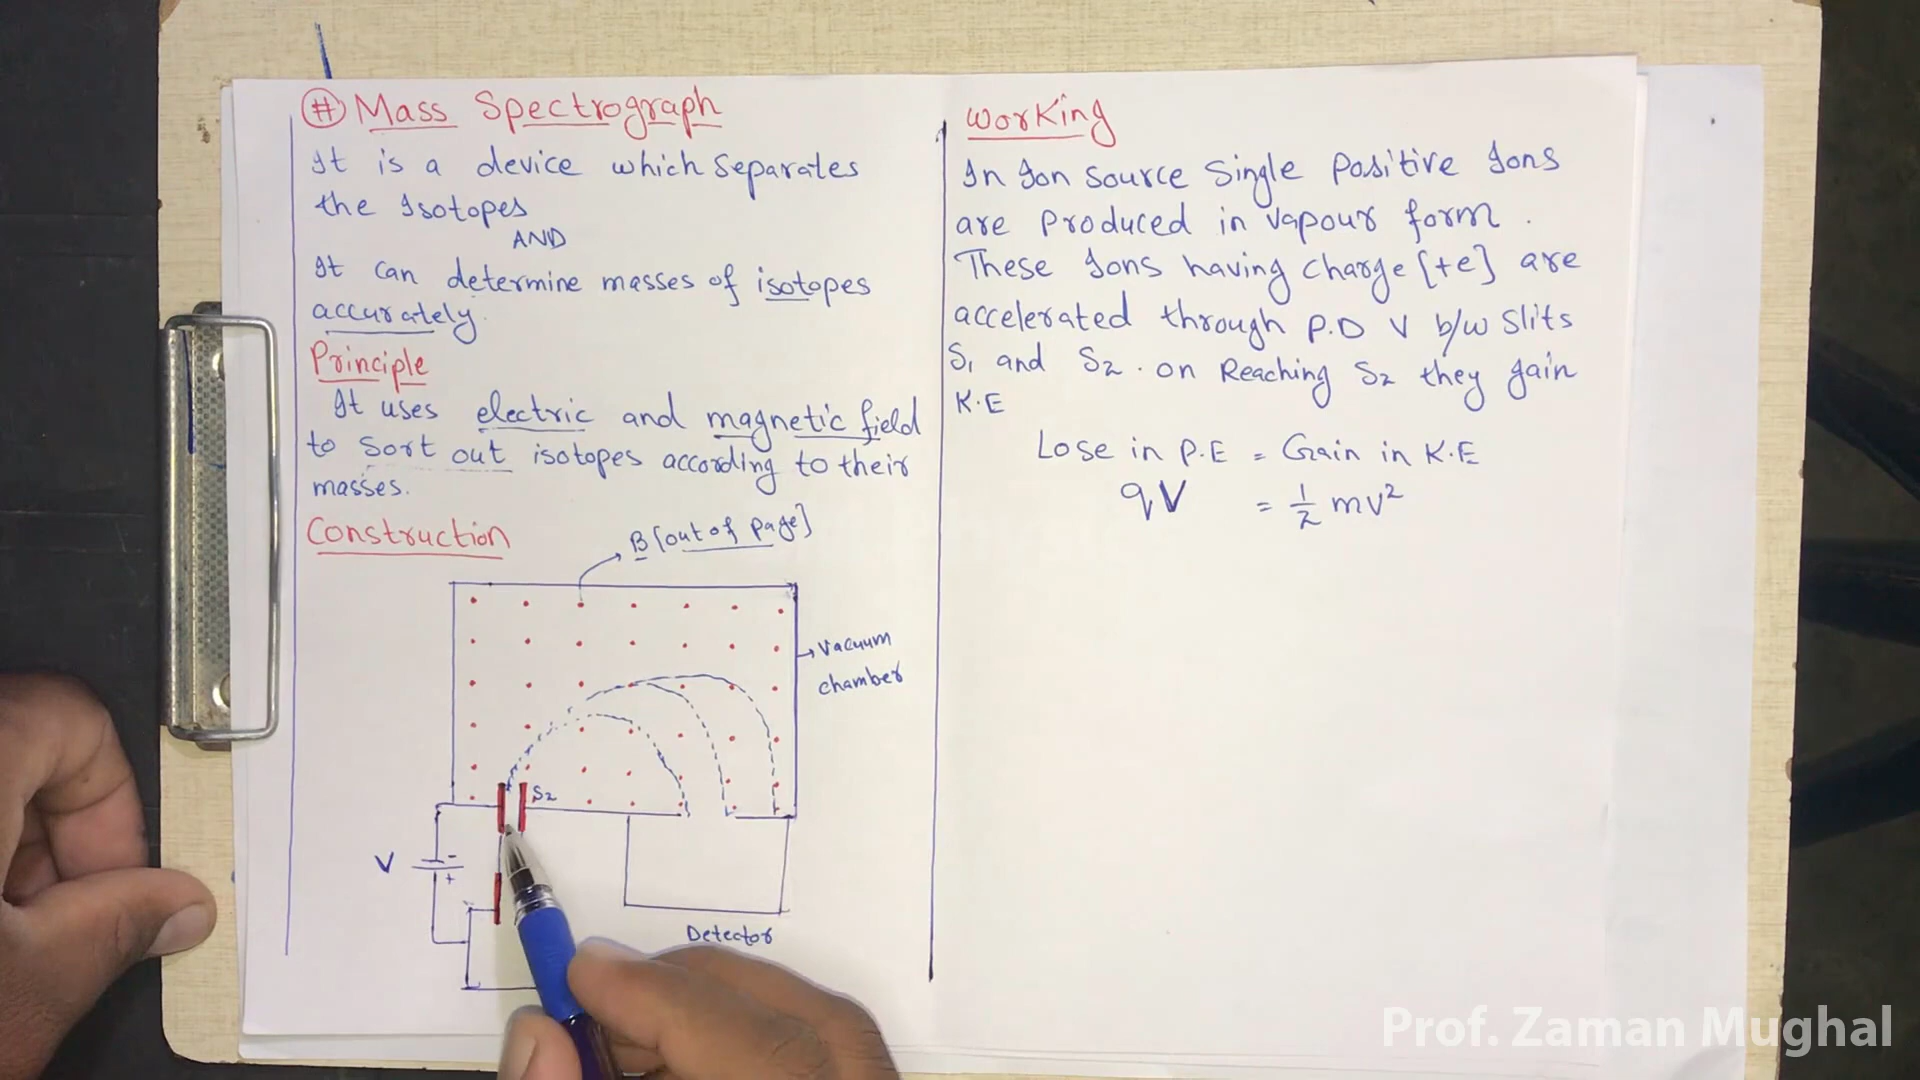 # Mass Spectrograph
It is a device which separates
the Isotopes
AND
It can determine masses of isotopes
accurately.
Principle
It uses electric and magnetic field
to sort out isotopes according to their
masses.
Construction
B [out of page]
Vacuum
chamber
S2
V
-
+
Detector
Working
In Ion source Single Positive Ions
are produced in vapour form.
These Ions having charge [+e] are
accelerated through P.D V b/w Slits
S1 and S2. on Reaching S2 they gain
K.E
Lose in P.E = Gain in K.E
qV = 1/2 mv²
Prof. Zaman Mughal